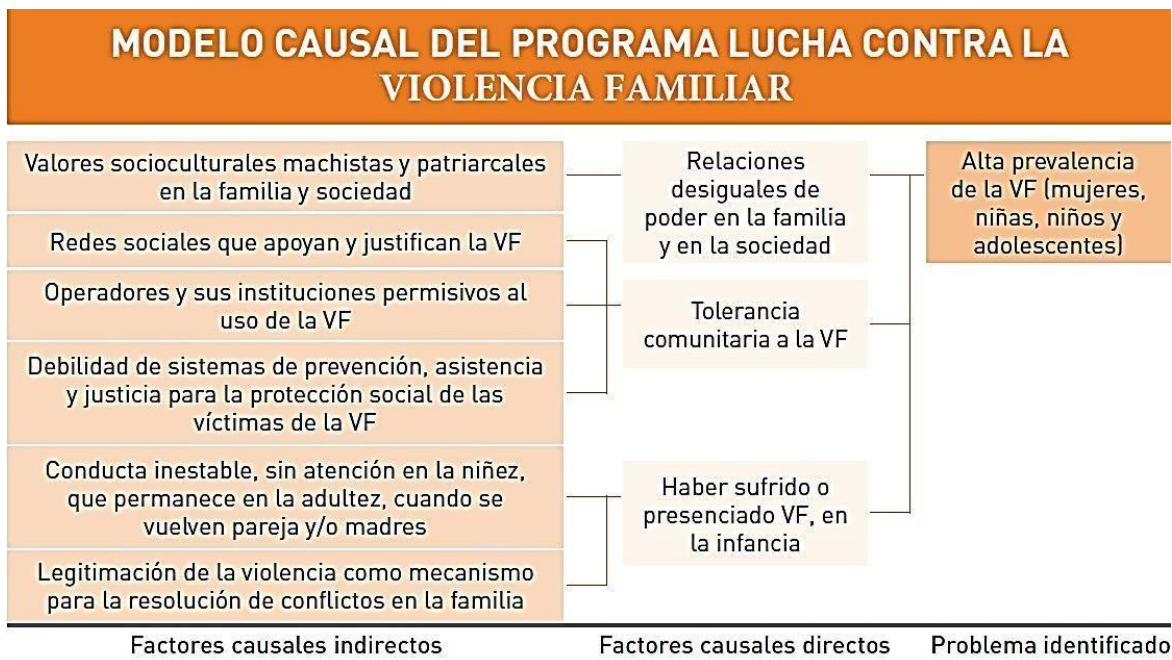 MODELO CAUSAL DEL PROGRAMA LUCHA CONTRA LA
VIOLENCIA FAMILIAR
Valores socioculturales machistas y patriarcales
en la familia y sociedad
Redes sociales que apoyan y justifican la VF
Operadores y sus instituciones permisivos al
uso de la VF
Debilidad de sistemas de prevención, asistencia
y justicia para la protección social de las
víctimas de la VF
Conducta inestable, sin atención en la niñez,
que permanece en la adultez, cuando se
vuelven pareja y/o madres
Legitimación de la violencia como mecanismo
para la resolución de conflictos en la familia
Factores causales indirectos
Relaciones
desiguales de
poder en la familia
y en la sociedad
Tolerancia
comunitaria a la VF
Haber sufrido o
presenciado VF, en
la infancia
Factores causales directos
Alta prevalencia
de la VF (mujeres,
niñas, niños y
adolescentes)
Problema identificado